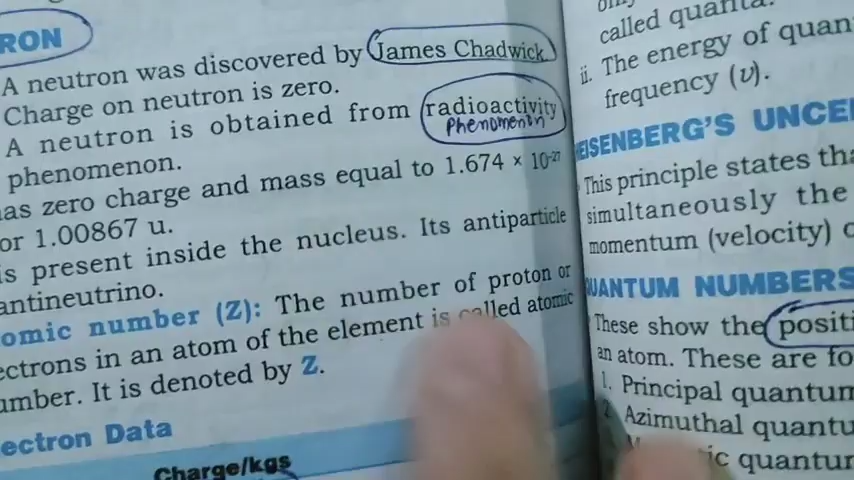 RON
A neutron was discovered by James Chadwick.
Charge on neutron is zero.
A neutron is obtained from radioactivity
Phenomenon
phenomenon.
as zero charge and mass equal to 1.674 × 10-27
or 1.00867 u.
is present inside the nucleus. Its antiparticle
antineutrino.
omic number (Z): The number of proton or
ectrons in an atom of the element is called atomic
umber. It is denoted by Z.
ectron Data
Charge/kgs
called quanta.
ii. The energy of quan
frequency (υ).
EISENBERG'S UNCE
This principle states tha
simultaneously the
momentum (velocity) o
UANTUM NUMBERS
These show the positi
an atom. These are fo
1. Principal quantum
2. Azimuthal quantu
ic quantum